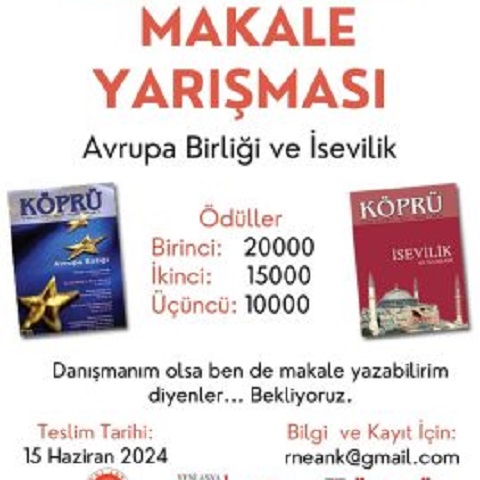 MAKALE
YARIŞMASI
Avrupa Birliği ve İsevilik
KÖPRÜ
Avrupa Birliği
KÖPRÜ
İSEVİLİK
Ödüller
Birinci: 20000
İkinci: 15000
Üçüncü: 10000
Danışmanım olsa ben de makale yazabilirim
diyenler... Bekliyoruz.
Teslim Tarihi:
15 Haziran 2024
Bilgi ve Kayıt İçin:
rneank@gmail.com
YENİ ASYA